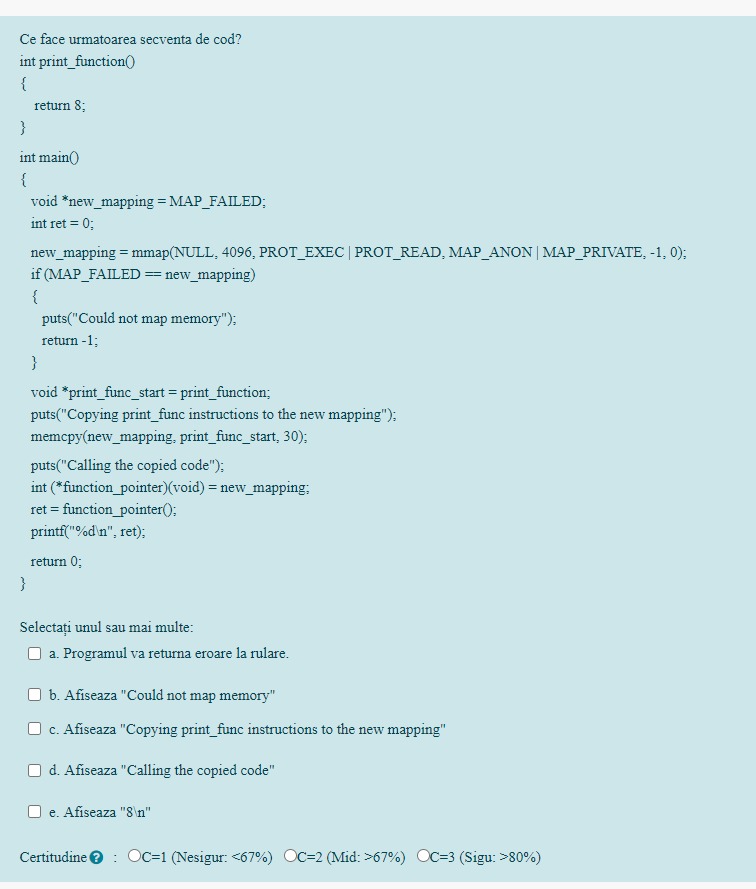 Ce face urmatoarea secventa de cod?
int print_function()
{
return 8;
}
int main()
{
void *new_mapping = MAP_FAILED;
int ret = 0;
new_mapping = mmap(NULL, 4096, PROT_EXEC | PROT_READ, MAP_ANON | MAP_PRIVATE, -1, 0);
if (MAP_FAILED == new_mapping)
{
puts("Could not map memory");
return -1;
}
void *print_func_start = print_function;
puts("Copying print_func instructions to the new mapping");
memcpy(new_mapping, print_func_start, 30);
puts("Calling the copied code");
int (*function_pointer)(void) = new_mapping;
ret = function_pointer();
printf("%d\n", ret);
return 0;
}
Selectați unul sau mai multe:
a. Programul va returna eroare la rulare.
b. Afiseaza "Could not map memory"
c. Afiseaza "Copying print_func instructions to the new mapping"
d. Afiseaza "Calling the copied code"
e. Afiseaza "8\n"
Certitudine ? : C=1 (Nesigur: <67%) C=2 (Mid: >67%) C=3 (Sigu: >80%)